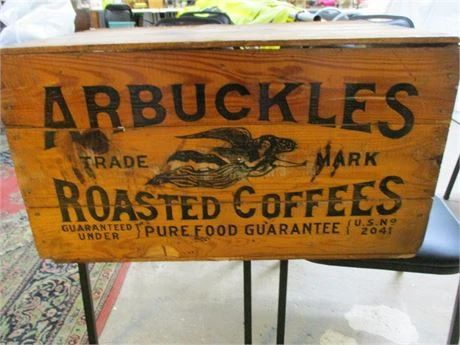 ARBUCKLES
TRADE MARK
ROASTED COFFEES
GUARANTEED UNDER } PURE FOOD GUARANTEE { U.S. Nº 2041